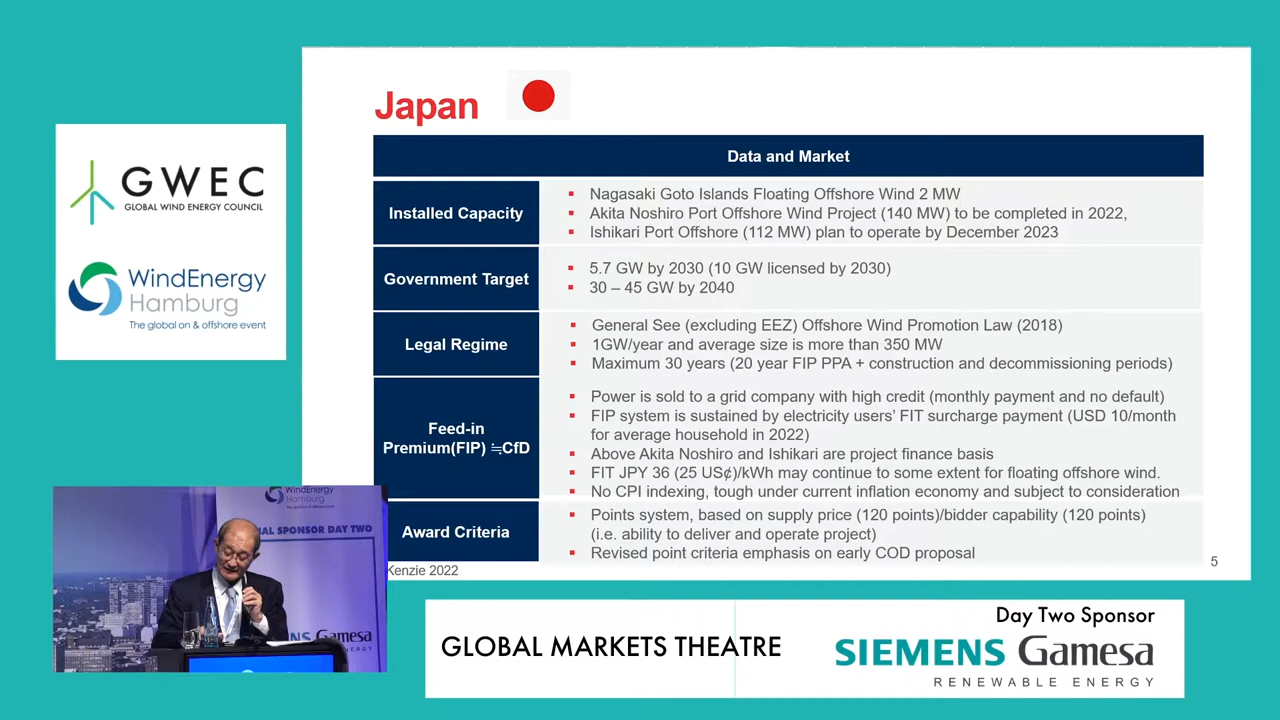 Japan
Data and Market
Installed Capacity
▪ Nagasaki Goto Islands Floating Offshore Wind 2 MW
▪ Akita Noshiro Port Offshore Wind Project (140 MW) to be completed in 2022,
▪ Ishikari Port Offshore (112 MW) plan to operate by December 2023
Government Target
▪ 5.7 GW by 2030 (10 GW licensed by 2030)
▪ 30 – 45 GW by 2040
Legal Regime
▪ General See (excluding EEZ) Offshore Wind Promotion Law (2018)
▪ 1GW/year and average size is more than 350 MW
▪ Maximum 30 years (20 year FIP PPA + construction and decommissioning periods)
Feed-in
Premium(FIP) ≒CfD
▪ Power is sold to a grid company with high credit (monthly payment and no default)
▪ FIP system is sustained by electricity users’ FIT surcharge payment (USD 10/month
for average household in 2022)
▪ Above Akita Noshiro and Ishikari are project finance basis
▪ FIT JPY 36 (25 US¢)/kWh may continue to some extent for floating offshore wind.
▪ No CPI indexing, tough under current inflation economy and subject to consideration
Award Criteria
▪ Points system, based on supply price (120 points)/bidder capability (120 points)
(i.e. ability to deliver and operate project)
▪ Revised point criteria emphasis on early COD proposal
Kenzie 2022
5
GWEC
GLOBAL WIND ENERGY COUNCIL
WindEnergy
Hamburg
The global on & offshore event
WindEnergy
Hamburg
AL SPONSOR DAY TWO
NS Gamesa
ENERGY
GLOBAL MARKETS THEATRE
Day Two Sponsor
SIEMENS Gamesa
RENEWABLE ENERGY